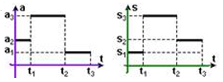 a₃ a
a₂
a₁
t₁ t₂ t₃ t
S₃ s
S₂
S₁
t₁ t₂ t₃ t